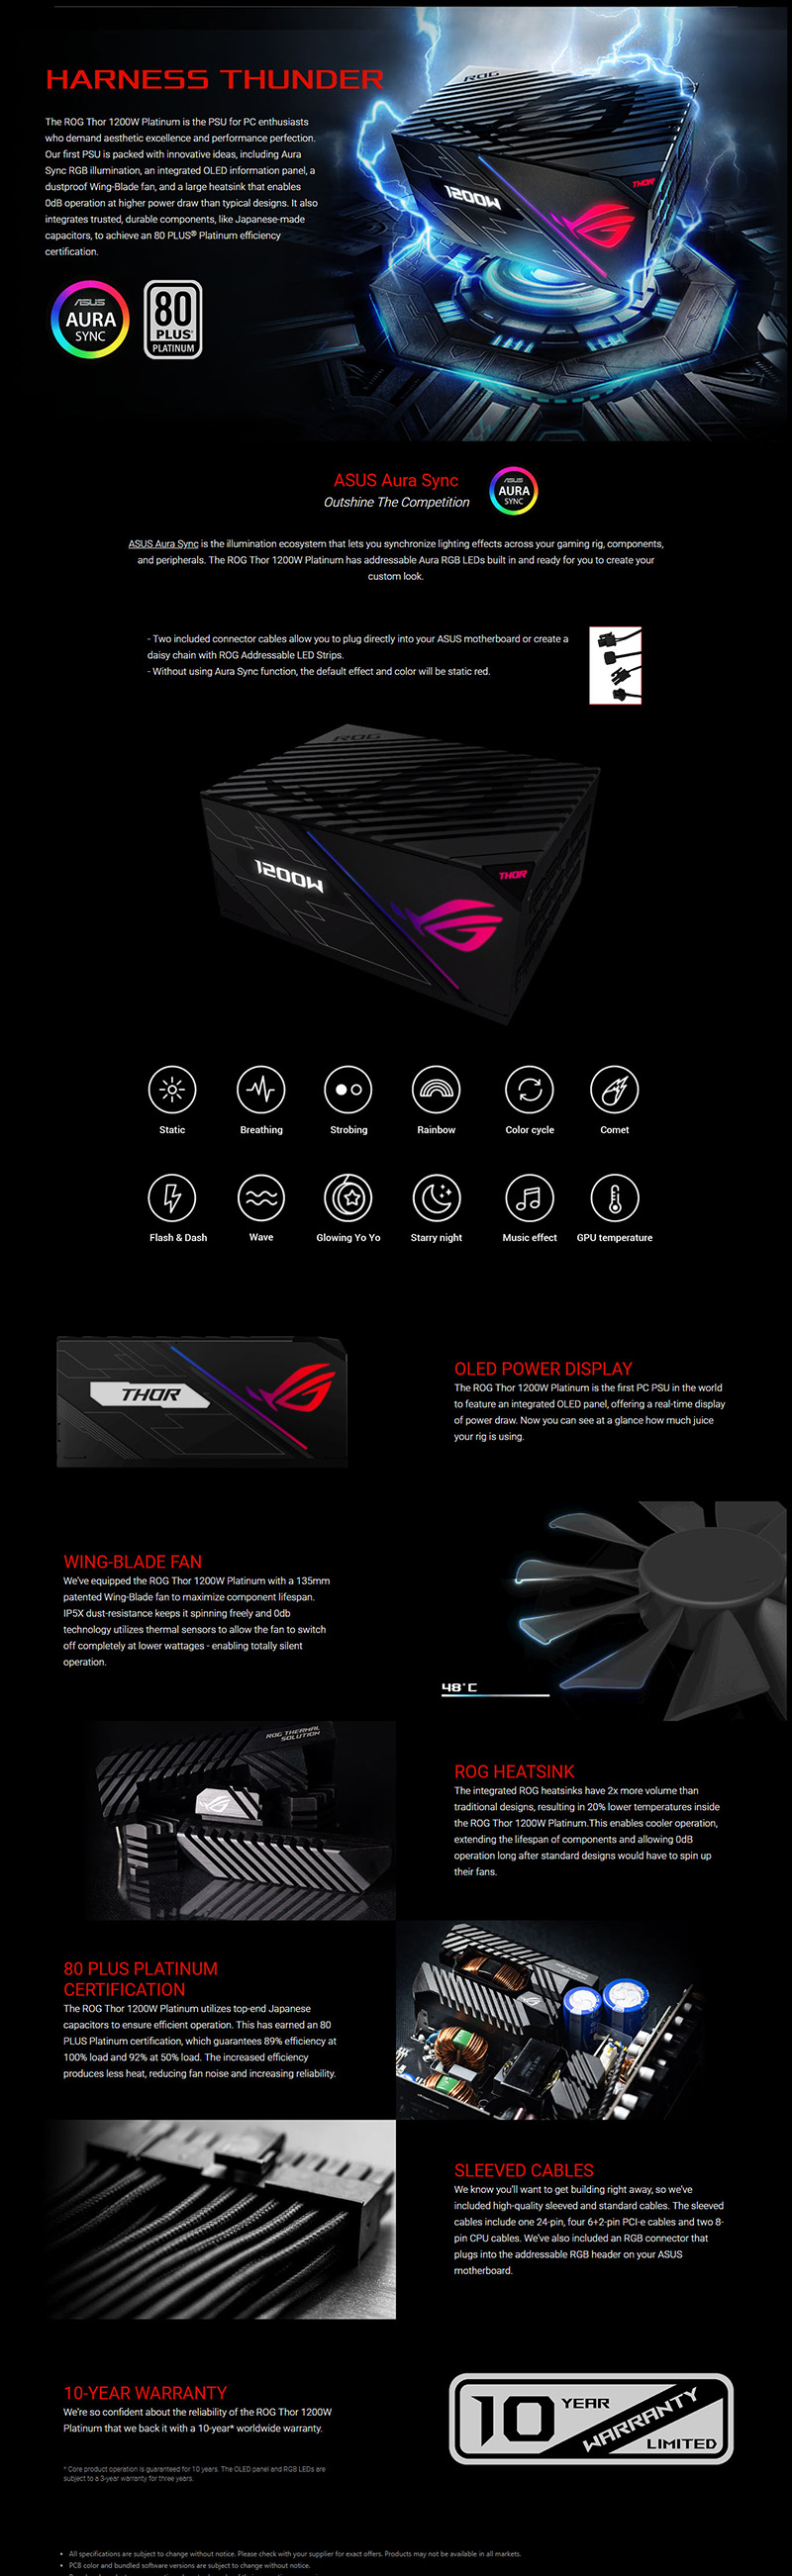 HARNESS THUNDER
The ROG Thor 1200W Platinum is the PSU for PC enthusiasts
who demand aesthetic excellence and performance perfection.
Our first PSU is packed with innovative ideas, including Aura
Sync RGB illumination, an integrated OLED information panel, a
dustproof Wing-Blade fan, and a large heatsink that enables
0dB operation at higher power draw than typical designs. It also
integrates trusted, durable components, like Japanese-made
capacitors, to achieve an 80 PLUS® Platinum efficiency
certification.
ROG
1200W
THOR
ASUS
AURA
SYNC
80
PLUS
PLATINUM
ASUS Aura Sync
Outshine The Competition
ASUS
AURA
SYNC
ASUS Aura Sync is the illumination ecosystem that lets you synchronize lighting effects across your gaming rig, components,
and peripherals. The ROG Thor 1200W Platinum has addressable Aura RGB LEDs built in and ready for you to create your
custom look.
- Two included connector cables allow you to plug directly into your ASUS motherboard or create a
daisy chain with ROG Addressable LED Strips.
- Without using Aura Sync function, the default effect and color will be static red.
ROG
1200W
THOR
Static
Breathing
Strobing
Rainbow
Color cycle
Comet
Flash & Dash
Wave
Glowing Yo Yo
Starry night
Music effect
GPU temperature
THOR
OLED POWER DISPLAY
The ROG Thor 1200W Platinum is the first PC PSU in the world
to feature an integrated OLED panel, offering a real-time display
of power draw. Now you can see at a glance how much juice
your rig is using.
WING-BLADE FAN
We've equipped the ROG Thor 1200W Platinum with a 135mm
patented Wing-Blade fan to maximize component lifespan.
IP5X dust-resistance keeps it spinning freely and 0db
technology utilizes thermal sensors to allow the fan to switch
off completely at lower wattages - enabling totally silent
operation.
48°C
ROG THERMAL
SOLUTION
ROG HEATSINK
The integrated ROG heatsinks have 2x more volume than
traditional designs, resulting in 20% lower temperatures inside
the ROG Thor 1200W Platinum.This enables cooler operation,
extending the lifespan of components and allowing 0dB
operation long after standard designs would have to spin up
their fans.
80 PLUS PLATINUM
CERTIFICATION
The ROG Thor 1200W Platinum utilizes top-end Japanese
capacitors to ensure efficient operation. This has earned an 80
PLUS Platinum certification, which guarantees 89% efficiency at
100% load and 92% at 50% load. The increased efficiency
produces less heat, reducing fan noise and increasing reliability.
SLEEVED CABLES
We know you'll want to get building right away, so we've
included high-quality sleeved and standard cables. The sleeved
cables include one 24-pin, four 6+2-pin PCI-e cables and two 8-
pin CPU cables. We've also included an RGB connector that
plugs into the addressable RGB header on your ASUS
motherboard.
10-YEAR WARRANTY
We're so confident about the reliability of the ROG Thor 1200W
Platinum that we back it with a 10-year* worldwide warranty.
* Core product operation is guaranteed for 10 years. The OLED panel and RGB LEDs are
subject to a 3-year warranty for three years.
10 YEAR
WARRANTY
LIMITED
• All specifications are subject to change without notice. Please check with your supplier for exact offers. Products may not be available in all markets.
• PCB color and bundled software versions are subject to change without notice.